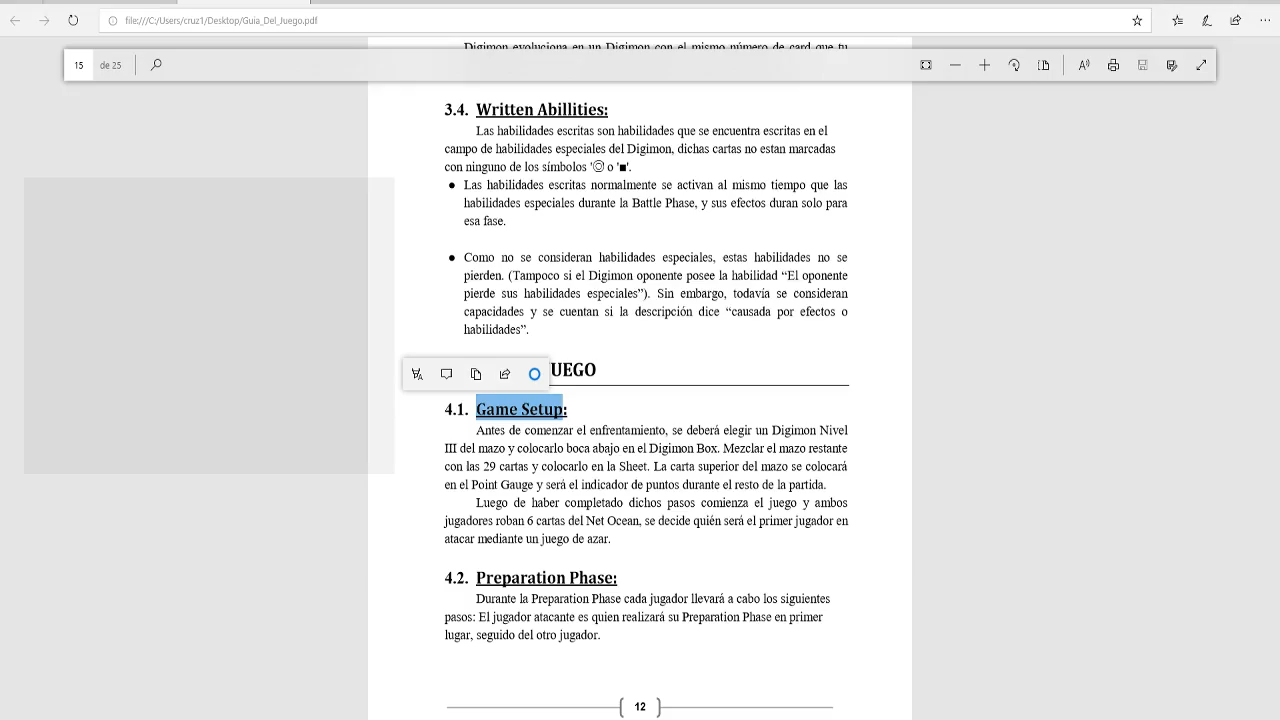 file:///C:/Users/cruz1/Desktop/Guia_Del_Juego.pdf
Digimon evoluciona en un Digimon con el mismo número de card que tu
15 de 25
3.4. Written Abillities:
Las habilidades escritas son habilidades que se encuentra escritas en el
campo de habilidades especiales del Digimon, dichas cartas no estan marcadas
con ninguno de los símbolos '◎ o '■'.
● Las habilidades escritas normalmente se activan al mismo tiempo que las
habilidades especiales durante la Battle Phase, y sus efectos duran solo para
esa fase.
● Como no se consideran habilidades especiales, estas habilidades no se
pierden. (Tampoco si el Digimon oponente posee la habilidad “El oponente
pierde sus habilidades especiales”). Sin embargo, todavía se consideran
capacidades y se cuentan si la descripción dice “causada por efectos o
habilidades”.
UEGO
4.1. Game Setup:
Antes de comenzar el enfrentamiento, se deberá elegir un Digimon Nivel
III del mazo y colocarlo boca abajo en el Digimon Box. Mezclar el mazo restante
con las 29 cartas y colocarlo en la Sheet. La carta superior del mazo se colocará
en el Point Gauge y será el indicador de puntos durante el resto de la partida.
Luego de haber completado dichos pasos comienza el juego y ambos
jugadores roban 6 cartas del Net Ocean, se decide quién será el primer jugador en
atacar mediante un juego de azar.
4.2. Preparation Phase:
Durante la Preparation Phase cada jugador llevará a cabo los siguientes
pasos: El jugador atacante es quien realizará su Preparation Phase en primer
lugar, seguido del otro jugador.
12